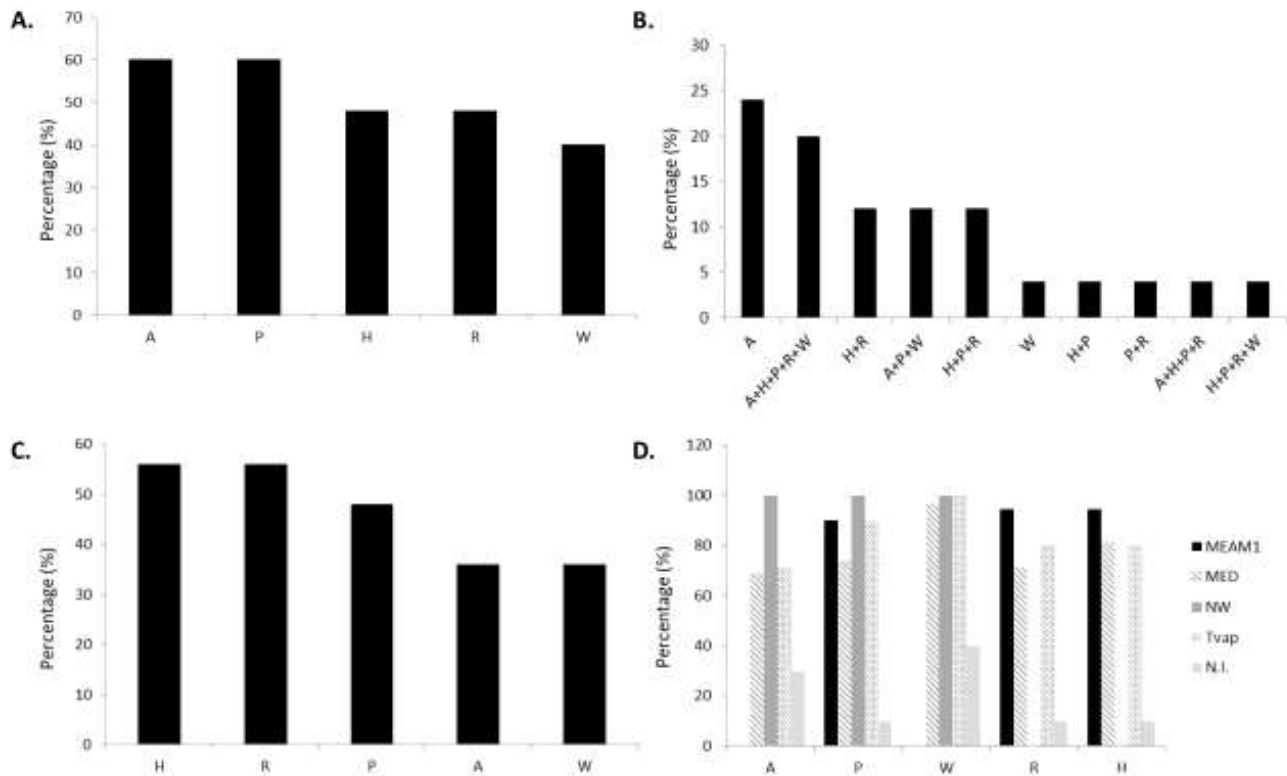 A.
Percentage (%)
70
60
50
40
30
20
10
0
A P H R W
B.
Percentage (%)
30
25
20
15
10
5
0
A A+H+P+R+W H+R A+P+W H+P+R W H+P P+R A+H+P+R H+P+R+W
C.
Percentage (%)
60
50
40
30
20
10
0
H R P A W
D.
Percentage (%)
120
100
80
60
40
20
0
A P W R H
MEAM1
MED
NW
Tvap
N.I.